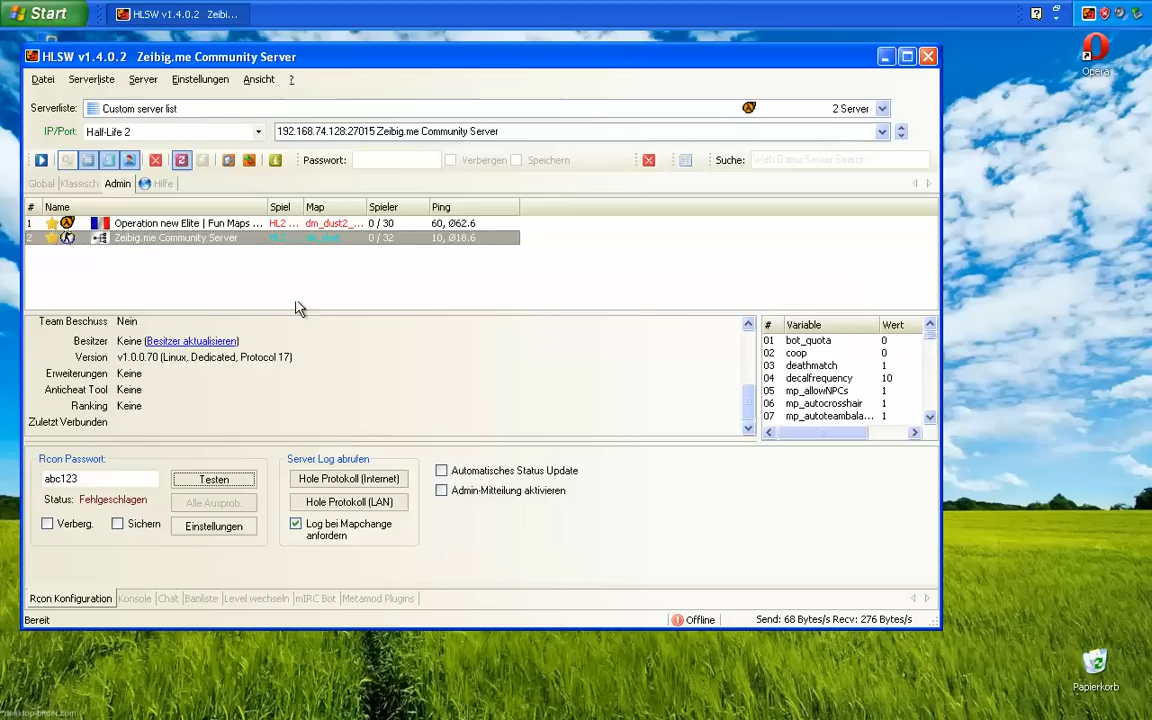 Start
HLSW v1.4.0.2 Zeibi...
HLSW v1.4.0.2 Zeibig.me Community Server
Opera
Datei Serverliste Server Einstellungen Ansicht ?
Serverliste: Custom server list 2 Server
IP/Port: Half-Life 2 192.168.74.128:27015 Zeibig.me Community Server
Passwort: Verbergen Speichern Suche:
Global Klassisch Admin Hilfe
# Name Spiel Map Spieler Ping
1 Operation new Elite | Fun Maps ... HL2 ... dm_dust2_... 0 / 30 60, Ø62.6
2 Zeibig.me Community Server 0 / 32 10, Ø18.6
Team Beschuss Nein
Besitzer Keine (Besitzer aktualisieren)
Version v1.0.0.70 (Linux, Dedicated, Protocol 17)
Erweiterungen Keine
Anticheat Tool Keine
Ranking Keine
Zuletzt Verbunden
# Variable Wert
01 bot_quota 0
02 coop 0
03 deathmatch 1
04 decalfrequency 10
05 mp_allowNPCs 1
06 mp_autocrosshair 1
07 mp_autoteambala... 1
Rcon Passwort:
abc123 Testen
Status: Fehlgeschlagen Alle Ausprob.
Verberg. Sichern Einstellungen
Server Log abrufen
Hole Protokoll (Internet)
Hole Protokoll (LAN)
Log bei Mapchange
anfordern
Automatisches Status Update
Admin-Mitteilung aktivieren
Rcon Konfiguration Konsole Chat Banliste Level wechseln mIRC Bot Metamod Plugins
Bereit Offline Send: 68 Bytes/s Recv: 276 Bytes/s
Papierkorb